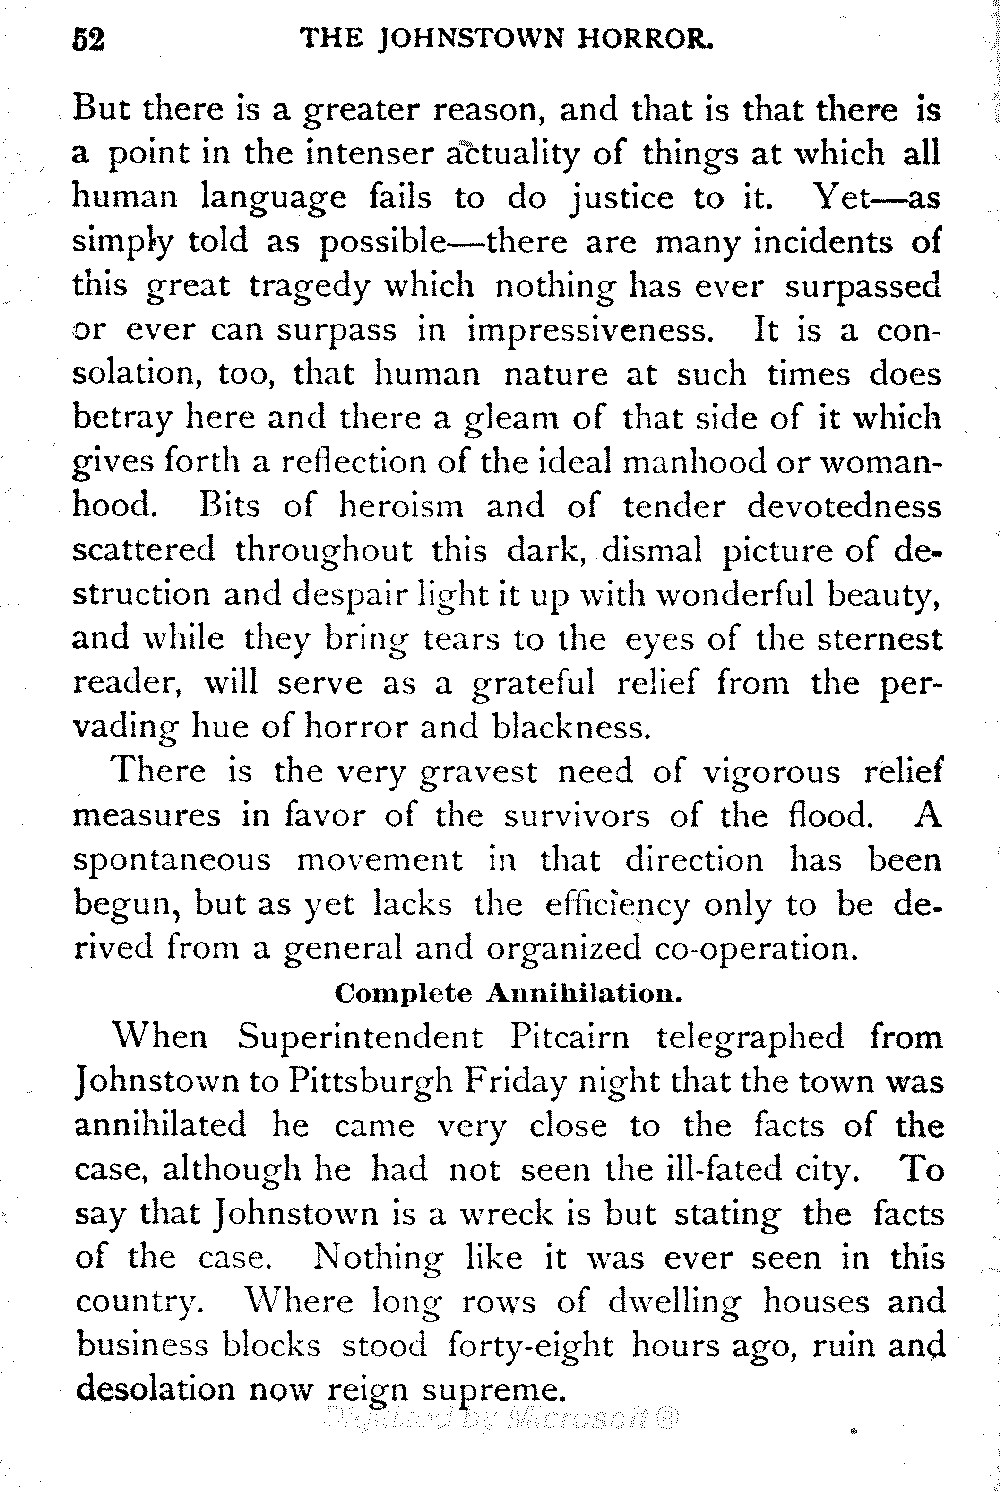 52 THE JOHNSTOWN HORROR.
But there is a greater reason, and that is that there is
a point in the intenser actuality of things at which all
human language fails to do justice to it. Yet—as
simply told as possible—there are many incidents of
this great tragedy which nothing has ever surpassed
or ever can surpass in impressiveness. It is a con-
solation, too, that human nature at such times does
betray here and there a gleam of that side of it which
gives forth a reflection of the ideal manhood or woman-
hood. Bits of heroism and of tender devotedness
scattered throughout this dark, dismal picture of de-
struction and despair light it up with wonderful beauty,
and while they bring tears to the eyes of the sternest
reader, will serve as a grateful relief from the per-
vading hue of horror and blackness.
There is the very gravest need of vigorous relief
measures in favor of the survivors of the flood. A
spontaneous movement in that direction has been
begun, but as yet lacks the efficiency only to be de-
rived from a general and organized co-operation.
Complete Annihilation.
When Superintendent Pitcairn telegraphed from
Johnstown to Pittsburgh Friday night that the town was
annihilated he came very close to the facts of the
case, although he had not seen the ill-fated city. To
say that Johnstown is a wreck is but stating the facts
of the case. Nothing like it was ever seen in this
country. Where long rows of dwelling houses and
business blocks stood forty-eight hours ago, ruin and
desolation now reign supreme.
Digitized by Microsoft ®